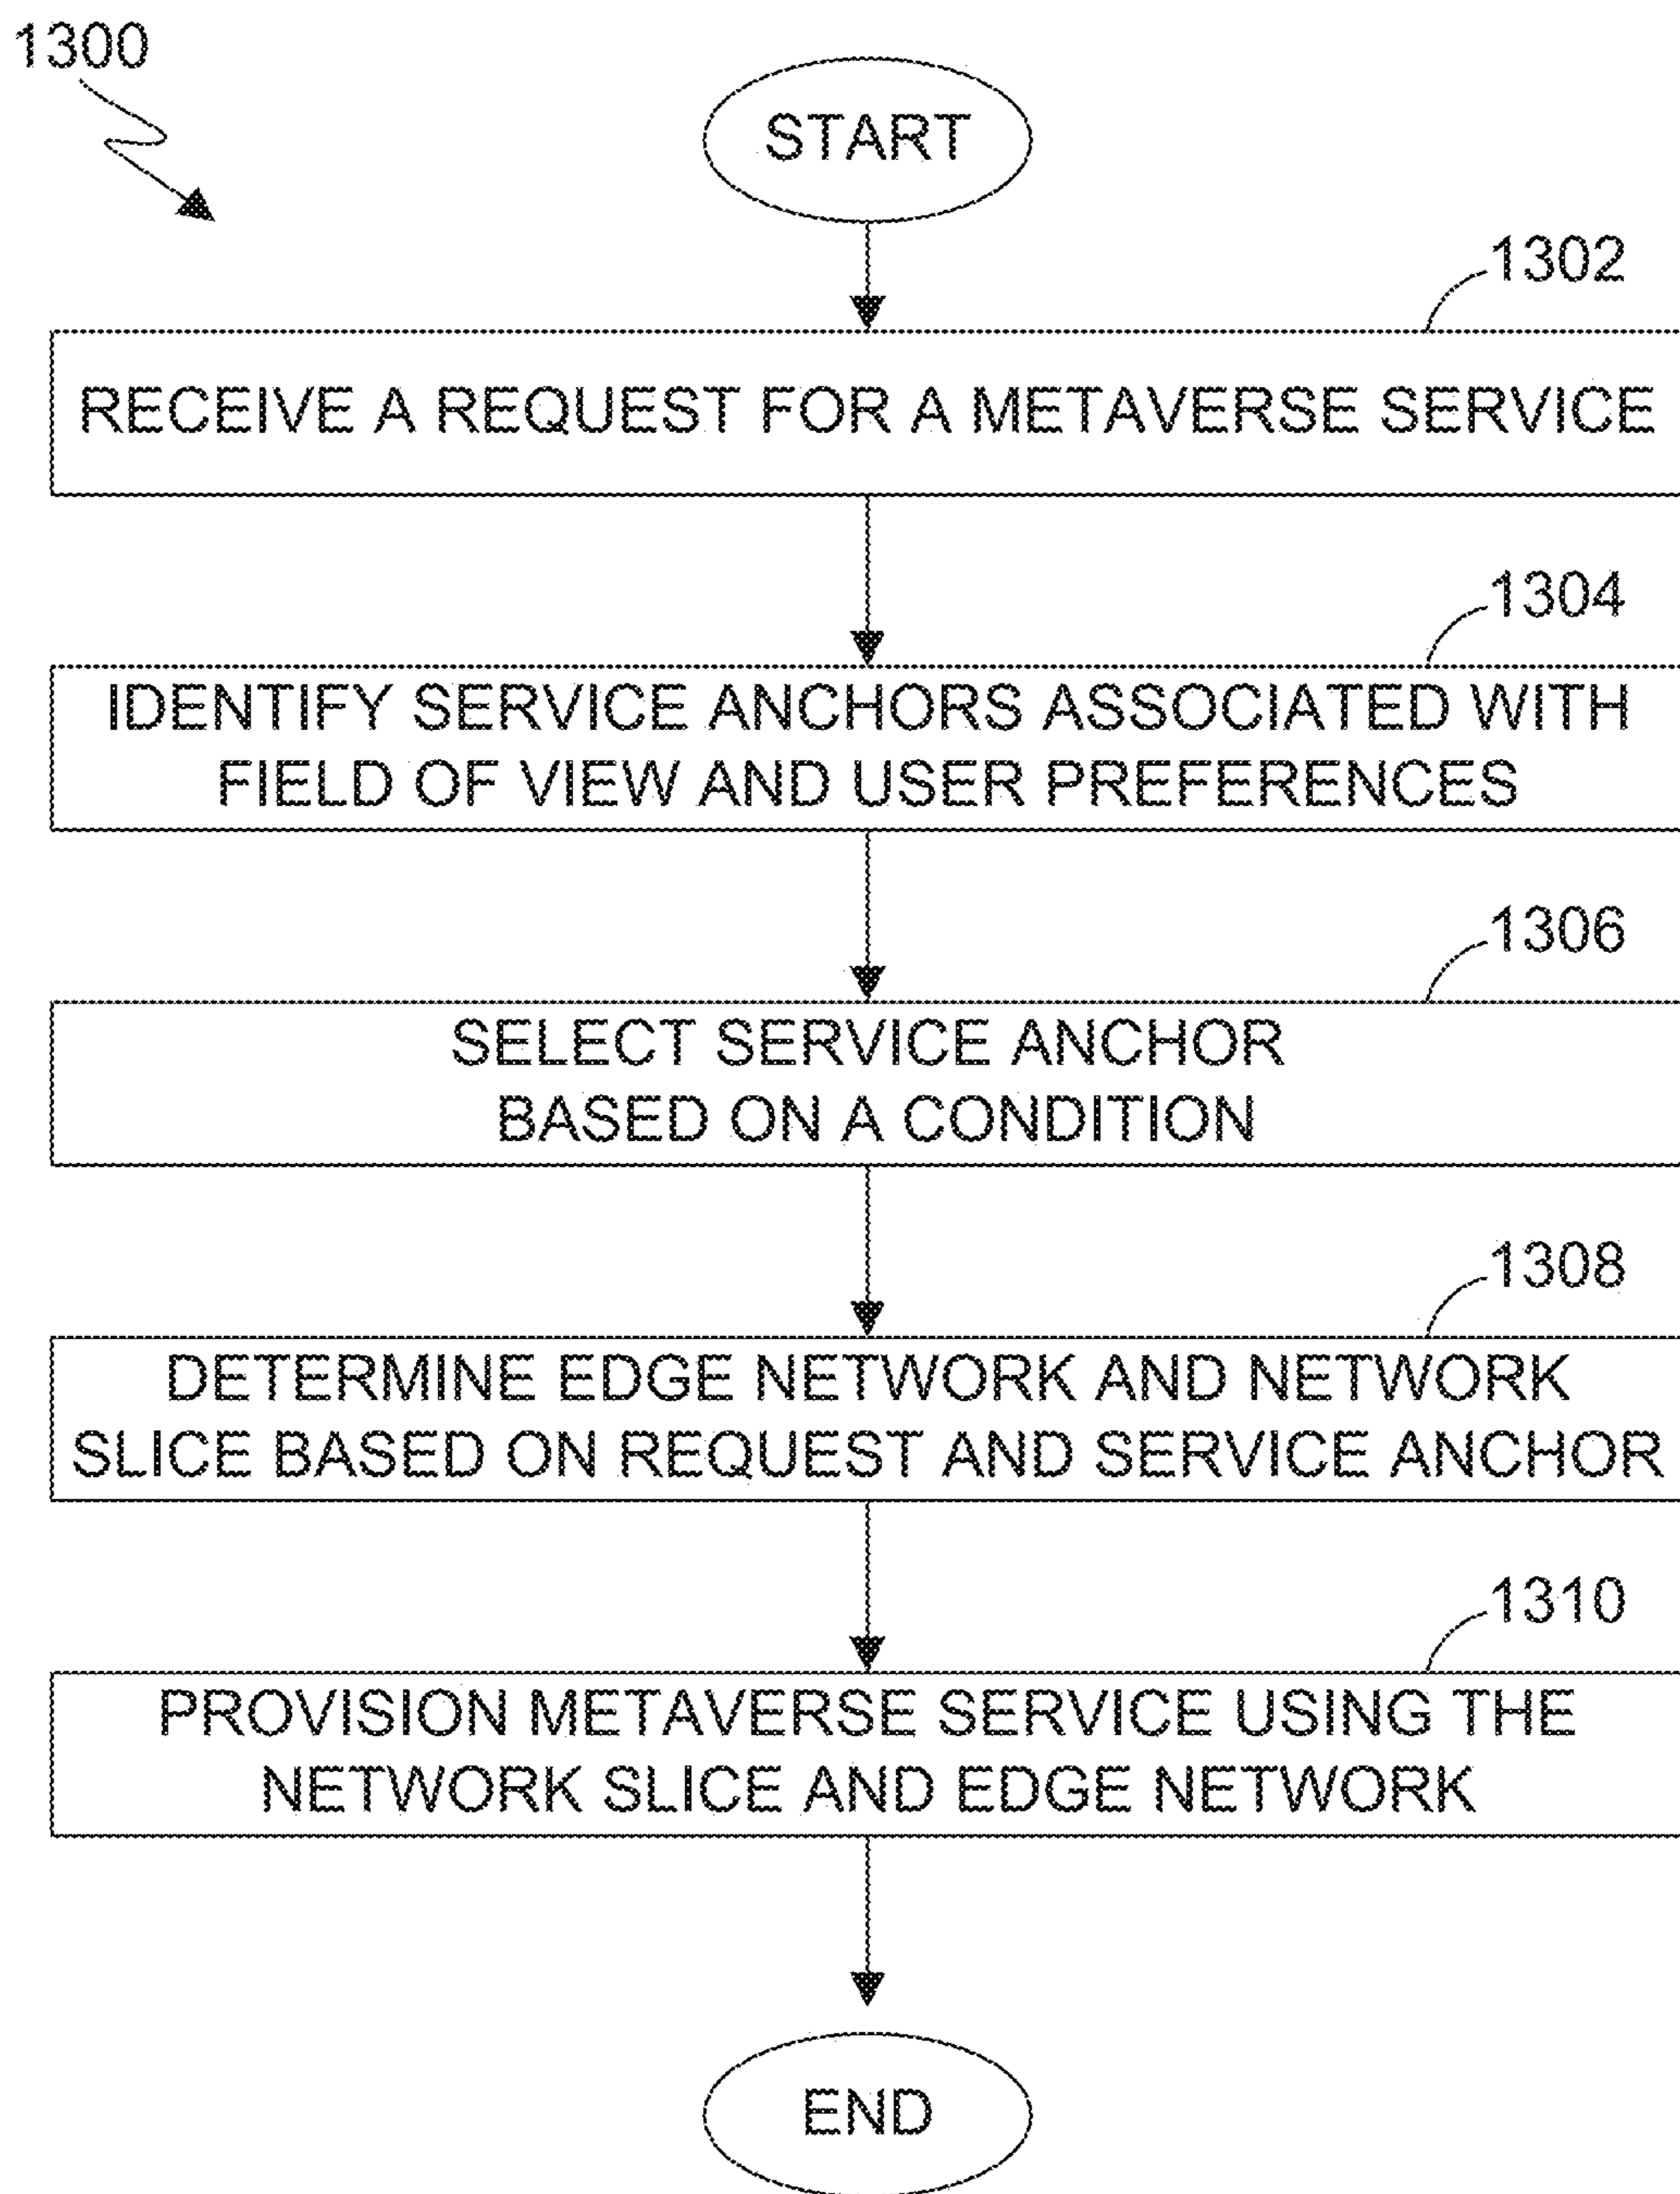 1300
START
1302
RECEIVE A REQUEST FOR A METAVERSE SERVICE
1304
IDENTIFY SERVICE ANCHORS ASSOCIATED WITH
FIELD OF VIEW AND USER PREFERENCES
1306
SELECT SERVICE ANCHOR
BASED ON A CONDITION
1308
DETERMINE EDGE NETWORK AND NETWORK
SLICE BASED ON REQUEST AND SERVICE ANCHOR
1310
PROVISION METAVERSE SERVICE USING THE
NETWORK SLICE AND EDGE NETWORK
END